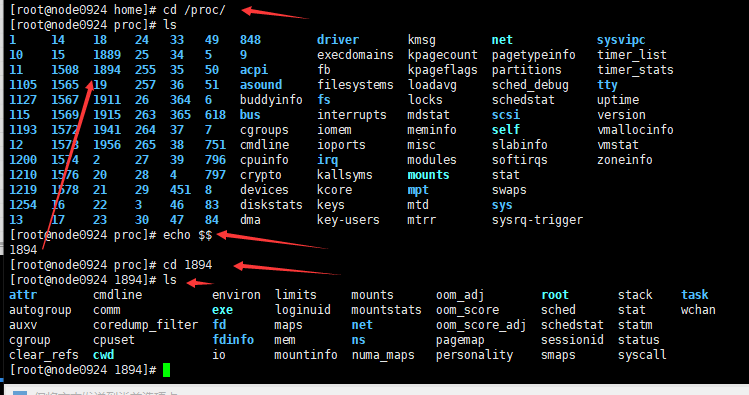 [root@node0924 home]# cd /proc/
[root@node0924 proc]# ls
1 14 18 24 33 49 848 driver kmsg net sysvipc
10 15 1889 25 34 5 9 execdomains kpagecount pagetypeinfo timer_list
11 1508 1894 255 35 50 acpi fb kpageflags partitions timer_stats
1105 1565 19 257 36 51 asound filesystems loadavg sched_debug tty
1127 1567 1911 26 364 6 buddyinfo fs locks schedstat uptime
115 1569 1915 263 365 618 bus interrupts mdstat scsi version
1193 1572 1941 264 37 7 cgroups iomem meminfo self vmallocinfo
12 1573 1956 265 38 751 cmdline ioports misc slabinfo vmstat
1200 1574 2 27 39 796 cpuinfo irq modules softirqs zoneinfo
1210 1576 20 28 4 797 crypto kallsyms mounts stat
1219 1578 21 29 451 8 devices kcore mpt swaps
1254 16 22 3 46 83 diskstats keys mtd sys
13 17 23 30 47 84 dma key-users mtrr sysrq-trigger
[root@node0924 proc]# echo $$
1894
[root@node0924 proc]# cd 1894
[root@node0924 1894]# ls
attr cmdline environ limits mounts oom_adj root stack task
autogroup comm exe loginuid mountstats oom_score sched stat wchan
auxv coredump_filter fd maps net oom_score_adj schedstat statm
cgroup cpuset fdinfo mem ns pagemap sessionid status
clear_refs cwd io mountinfo numa_maps personality smaps syscall
[root@node0924 1894]#